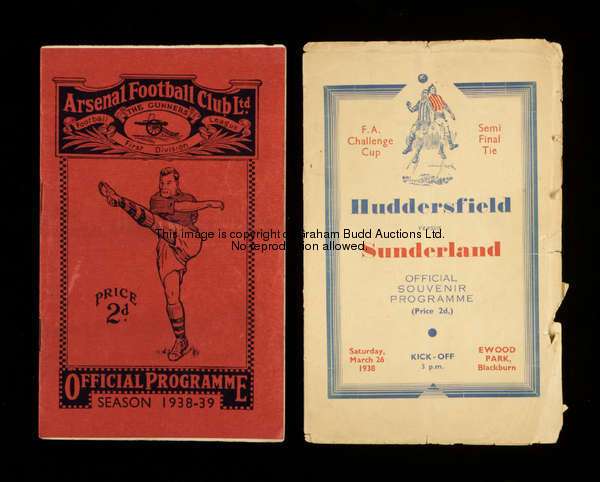 Arsenal Football Club Ltd
THE GUNNERS
Football League
First Division
PRICE
2d.
OFFICIAL PROGRAMME
SEASON 1938-39
F.A.
Challenge
Cup
Semi
Final
Tie
Huddersfield
versus
Sunderland
OFFICIAL
SOUVENIR
PROGRAMME
(Price 2d,)
Saturday,
March 26
1938
KICK-OFF
3 p.m.
EWOOD
PARK,
Blackburn
This image is copyright of Graham Budd Auctions Ltd.
No reproduction allowed